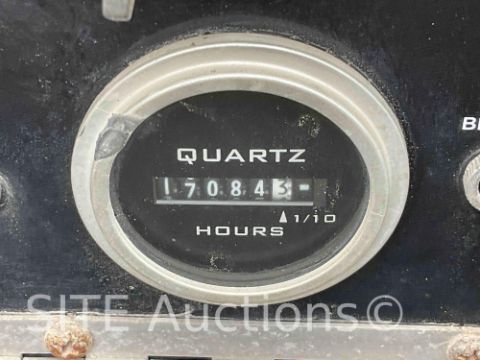 QUARTZ
170843
1/10
HOURS
SITE Auctions©